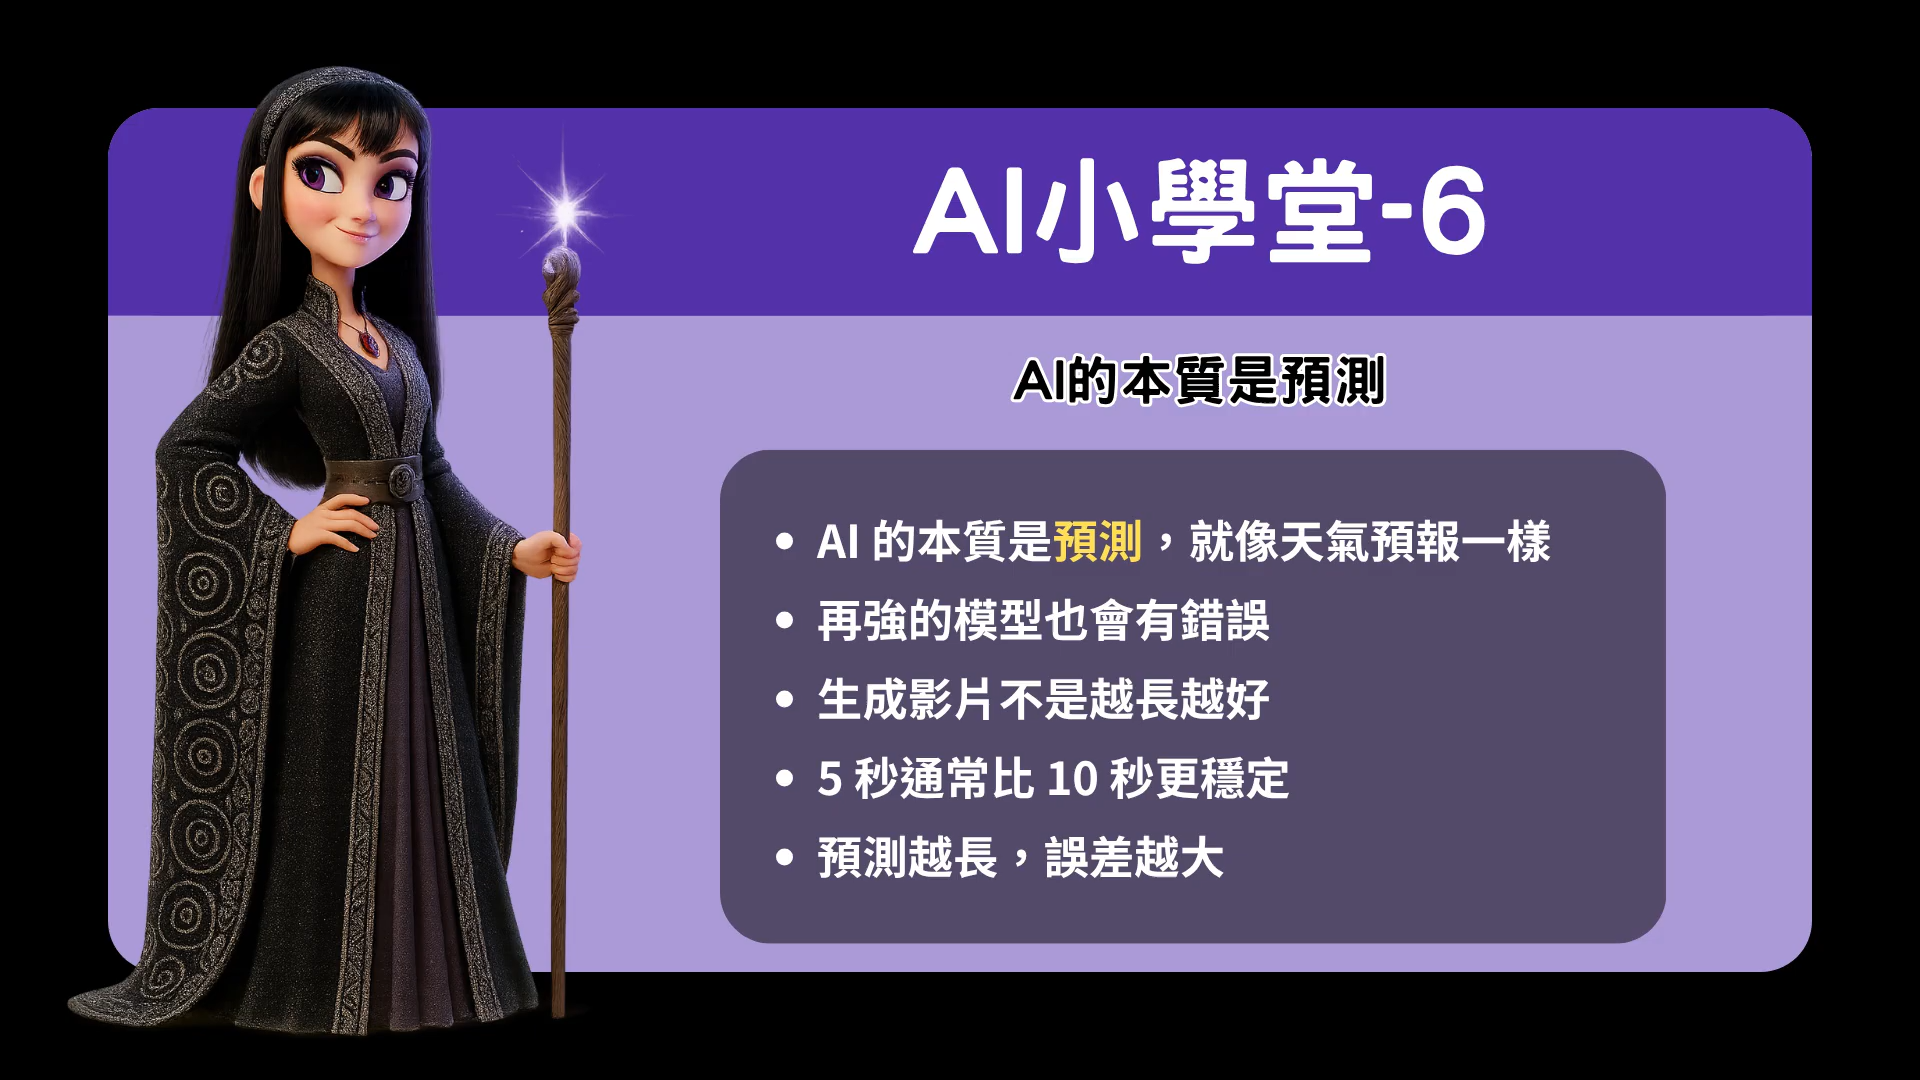 AI小學堂-6
AI的本質是預測
• AI 的本質是預測，就像天氣預報一樣
• 再強的模型也會有錯誤
• 生成影片不是越長越好
• 5 秒通常比 10 秒更穩定
• 預測越長，誤差越大